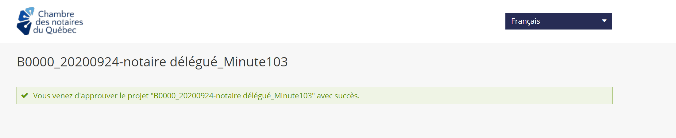 Chambre
des notaires
du Québec
Français
B0000_20200924-notaire délégué_Minute103
Vous venez d'approuver le projet "B0000_20200924-notaire délégué_Minute103" avec succès.